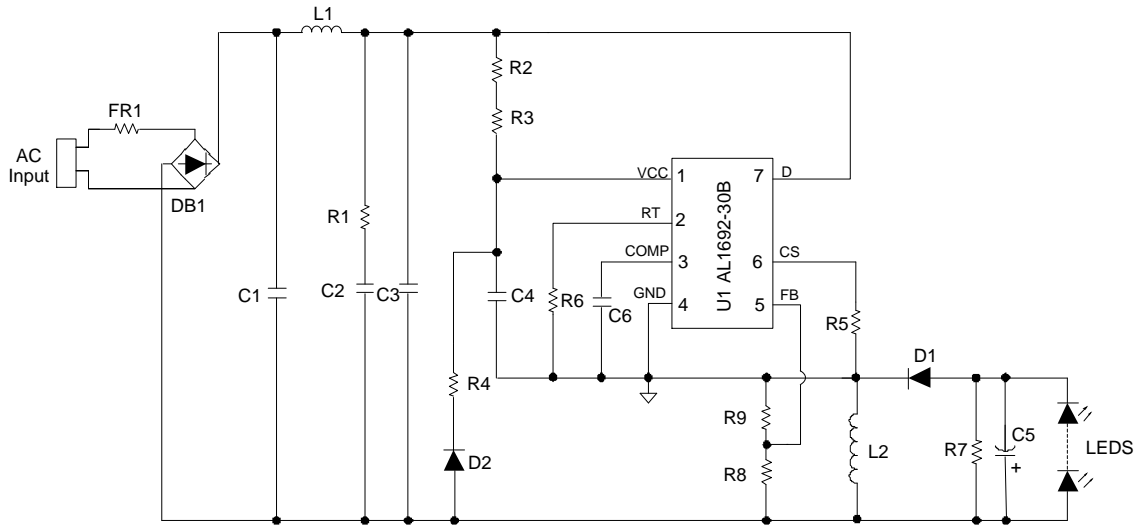 L1
R2
FR1
R3
AC
Input
DB1
VCC
1
7
D
RT
2
R1
COMP
3
6
CS
GND
4
5
FB
U1 AL1692-30B
C1
C2
C3
C4
R6
C6
R5
D1
R4
R9
R8
L2
R7
C5
+
LEDS
D2